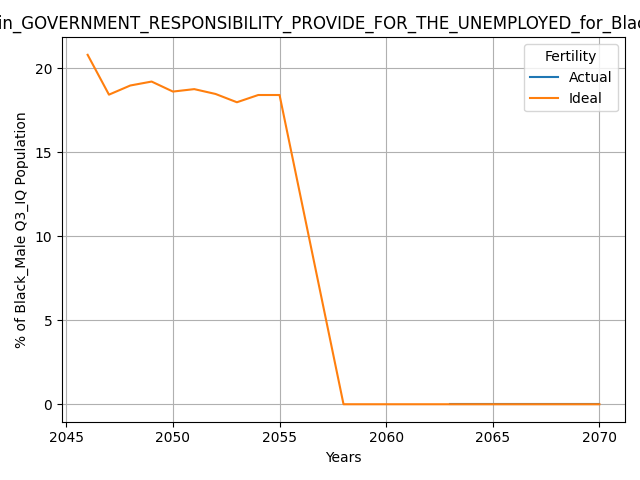 in_GOVERNMENT_RESPONSIBILITY_PROVIDE_FOR_THE_UNEMPLOYED_for_Blac
Fertility
Actual
Ideal
% of Black_Male Q3_IQ Population
20
15
10
5
0
2045 2050 2055 2060 2065 2070
Years